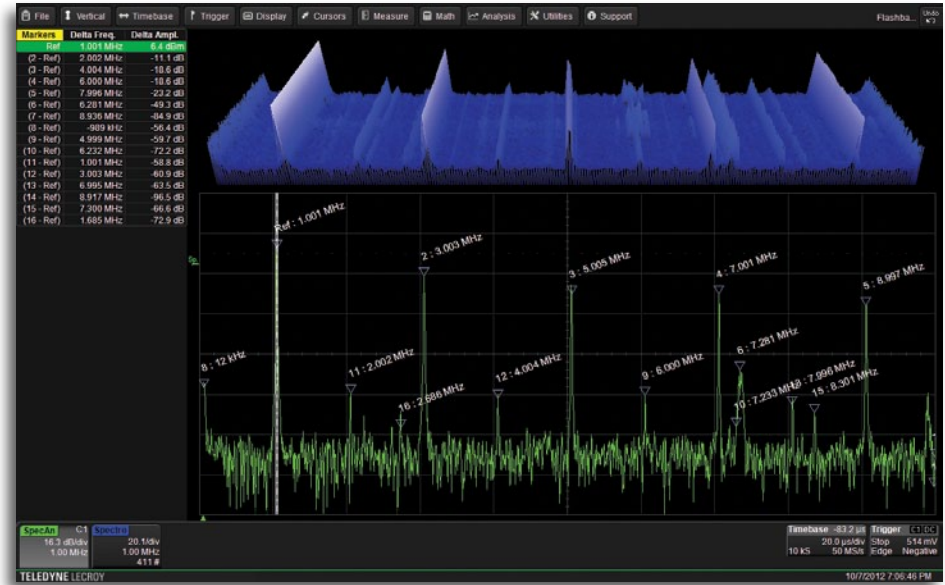 File Vertical Timebase Trigger Display Cursors Measure Math Analysis Utilities Support Flashba... Undo
Markers Delta Freq. Delta Ampl.
Ref 1.001 MHz 6.4 dBm
(2 - Ref) 2.002 MHz -11.1 dB
(3 - Ref) 4.004 MHz -18.6 dB
(4 - Ref) 6.000 MHz -18.6 dB
(5 - Ref) 7.996 MHz -23.2 dB
(6 - Ref) 6.281 MHz -49.3 dB
(7 - Ref) 8.936 MHz -84.9 dB
(8 - Ref) -989 kHz -56.4 dB
(9 - Ref) 4.999 MHz -59.7 dB
(10 - Ref) 6.232 MHz -72.2 dB
(11 - Ref) 1.001 MHz -58.8 dB
(12 - Ref) 3.003 MHz -60.9 dB
(13 - Ref) 6.995 MHz -63.5 dB
(14 - Ref) 8.917 MHz -96.5 dB
(15 - Ref) 7.300 MHz -66.6 dB
(16 - Ref) 1.685 MHz -72.9 dB
Ref : 1.001 MHz
2 : 3.003 MHz
3 : 5.005 MHz
4 : 7.001 MHz
5 : 8.997 MHz
8 : 12 kHz
11 : 2.002 MHz
16 : 2.686 MHz
12 : 4.004 MHz
9 : 6.000 MHz
6 : 7.281 MHz
10 : 7.233 MHz
: 7.996 MHz
15 : 8.301 MHz
SpecAn C1
16.3 dB/div
1.00 MHz
Spectro
20.1/div
1.00 MHz
411 #
Timebase -83.2 µs
20.0 µs/div
10 kS 50 MS/s
Trigger C1 DC
Stop 514 mV
Edge Negative
TELEDYNE LECROY
10/7/2012 7:06:46 PM